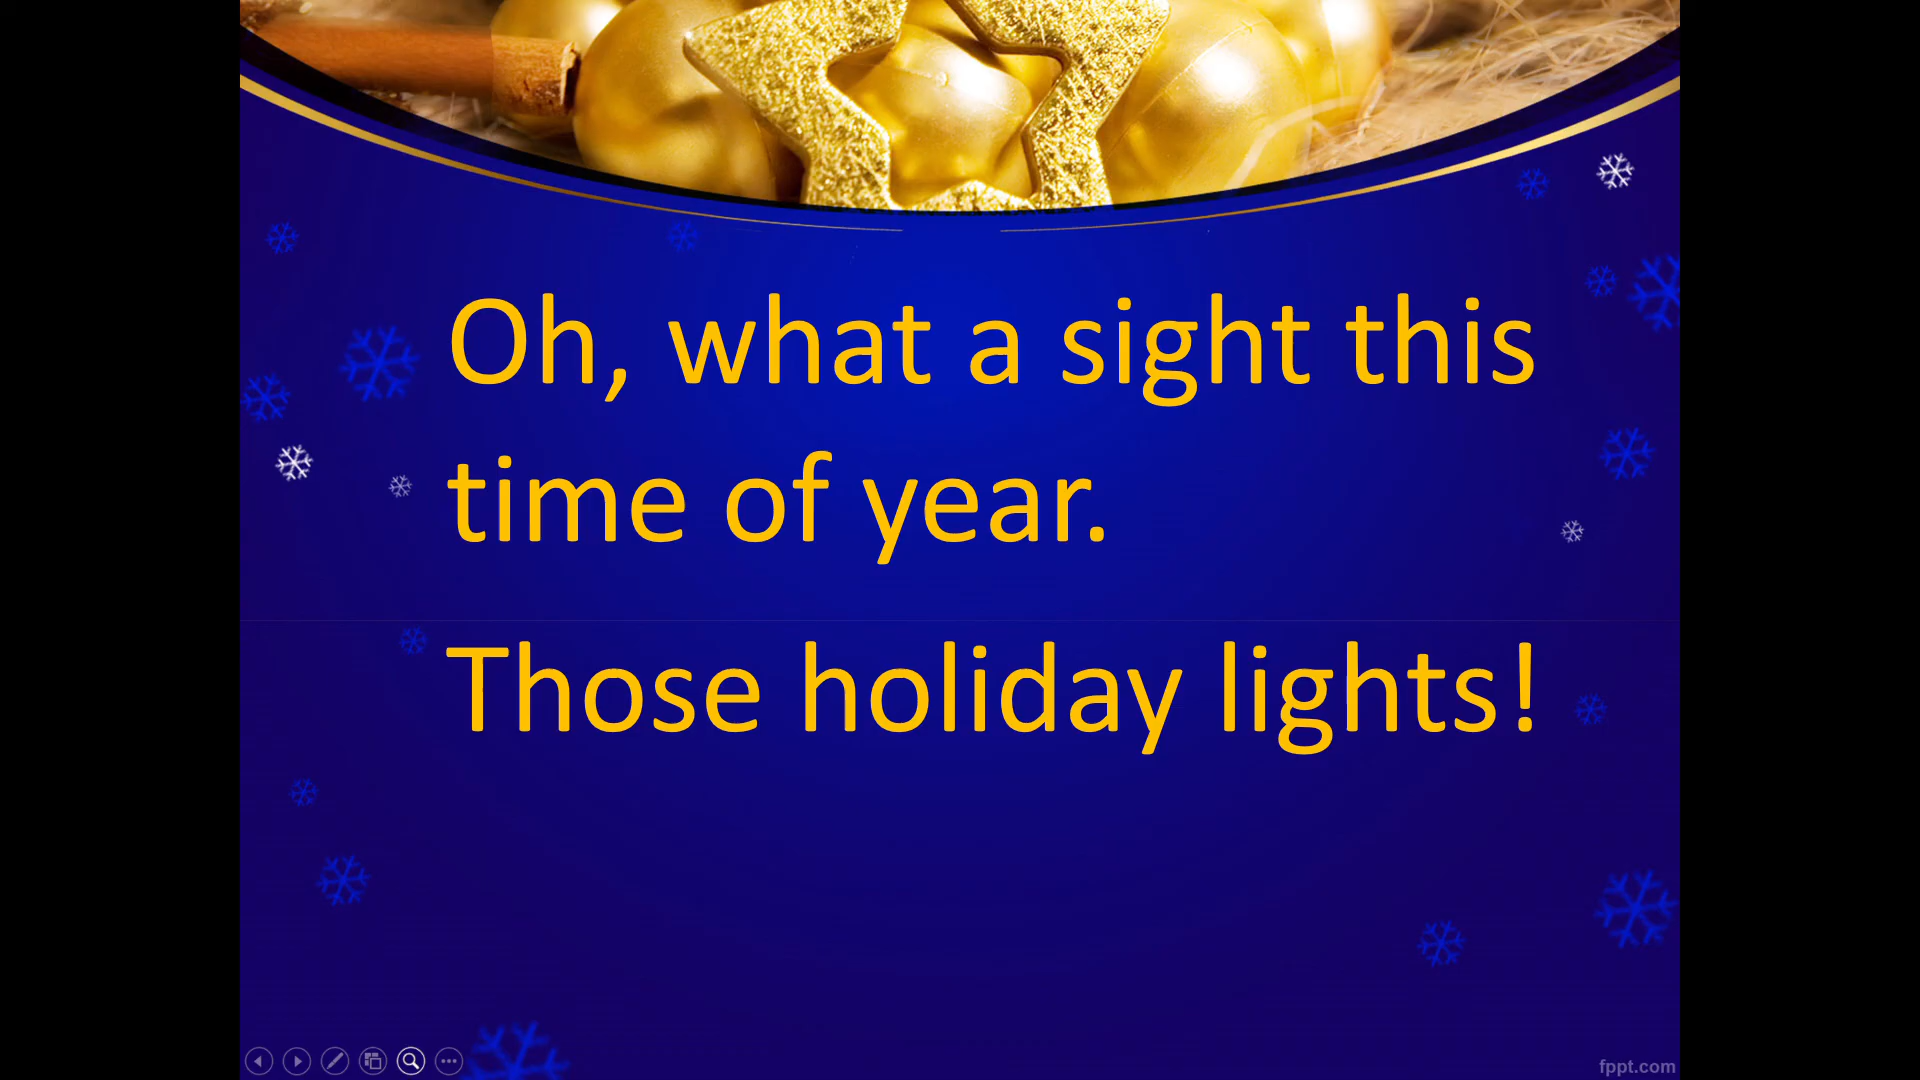 Oh, what a sight this
time of year.
Those holiday lights!
fppt.com